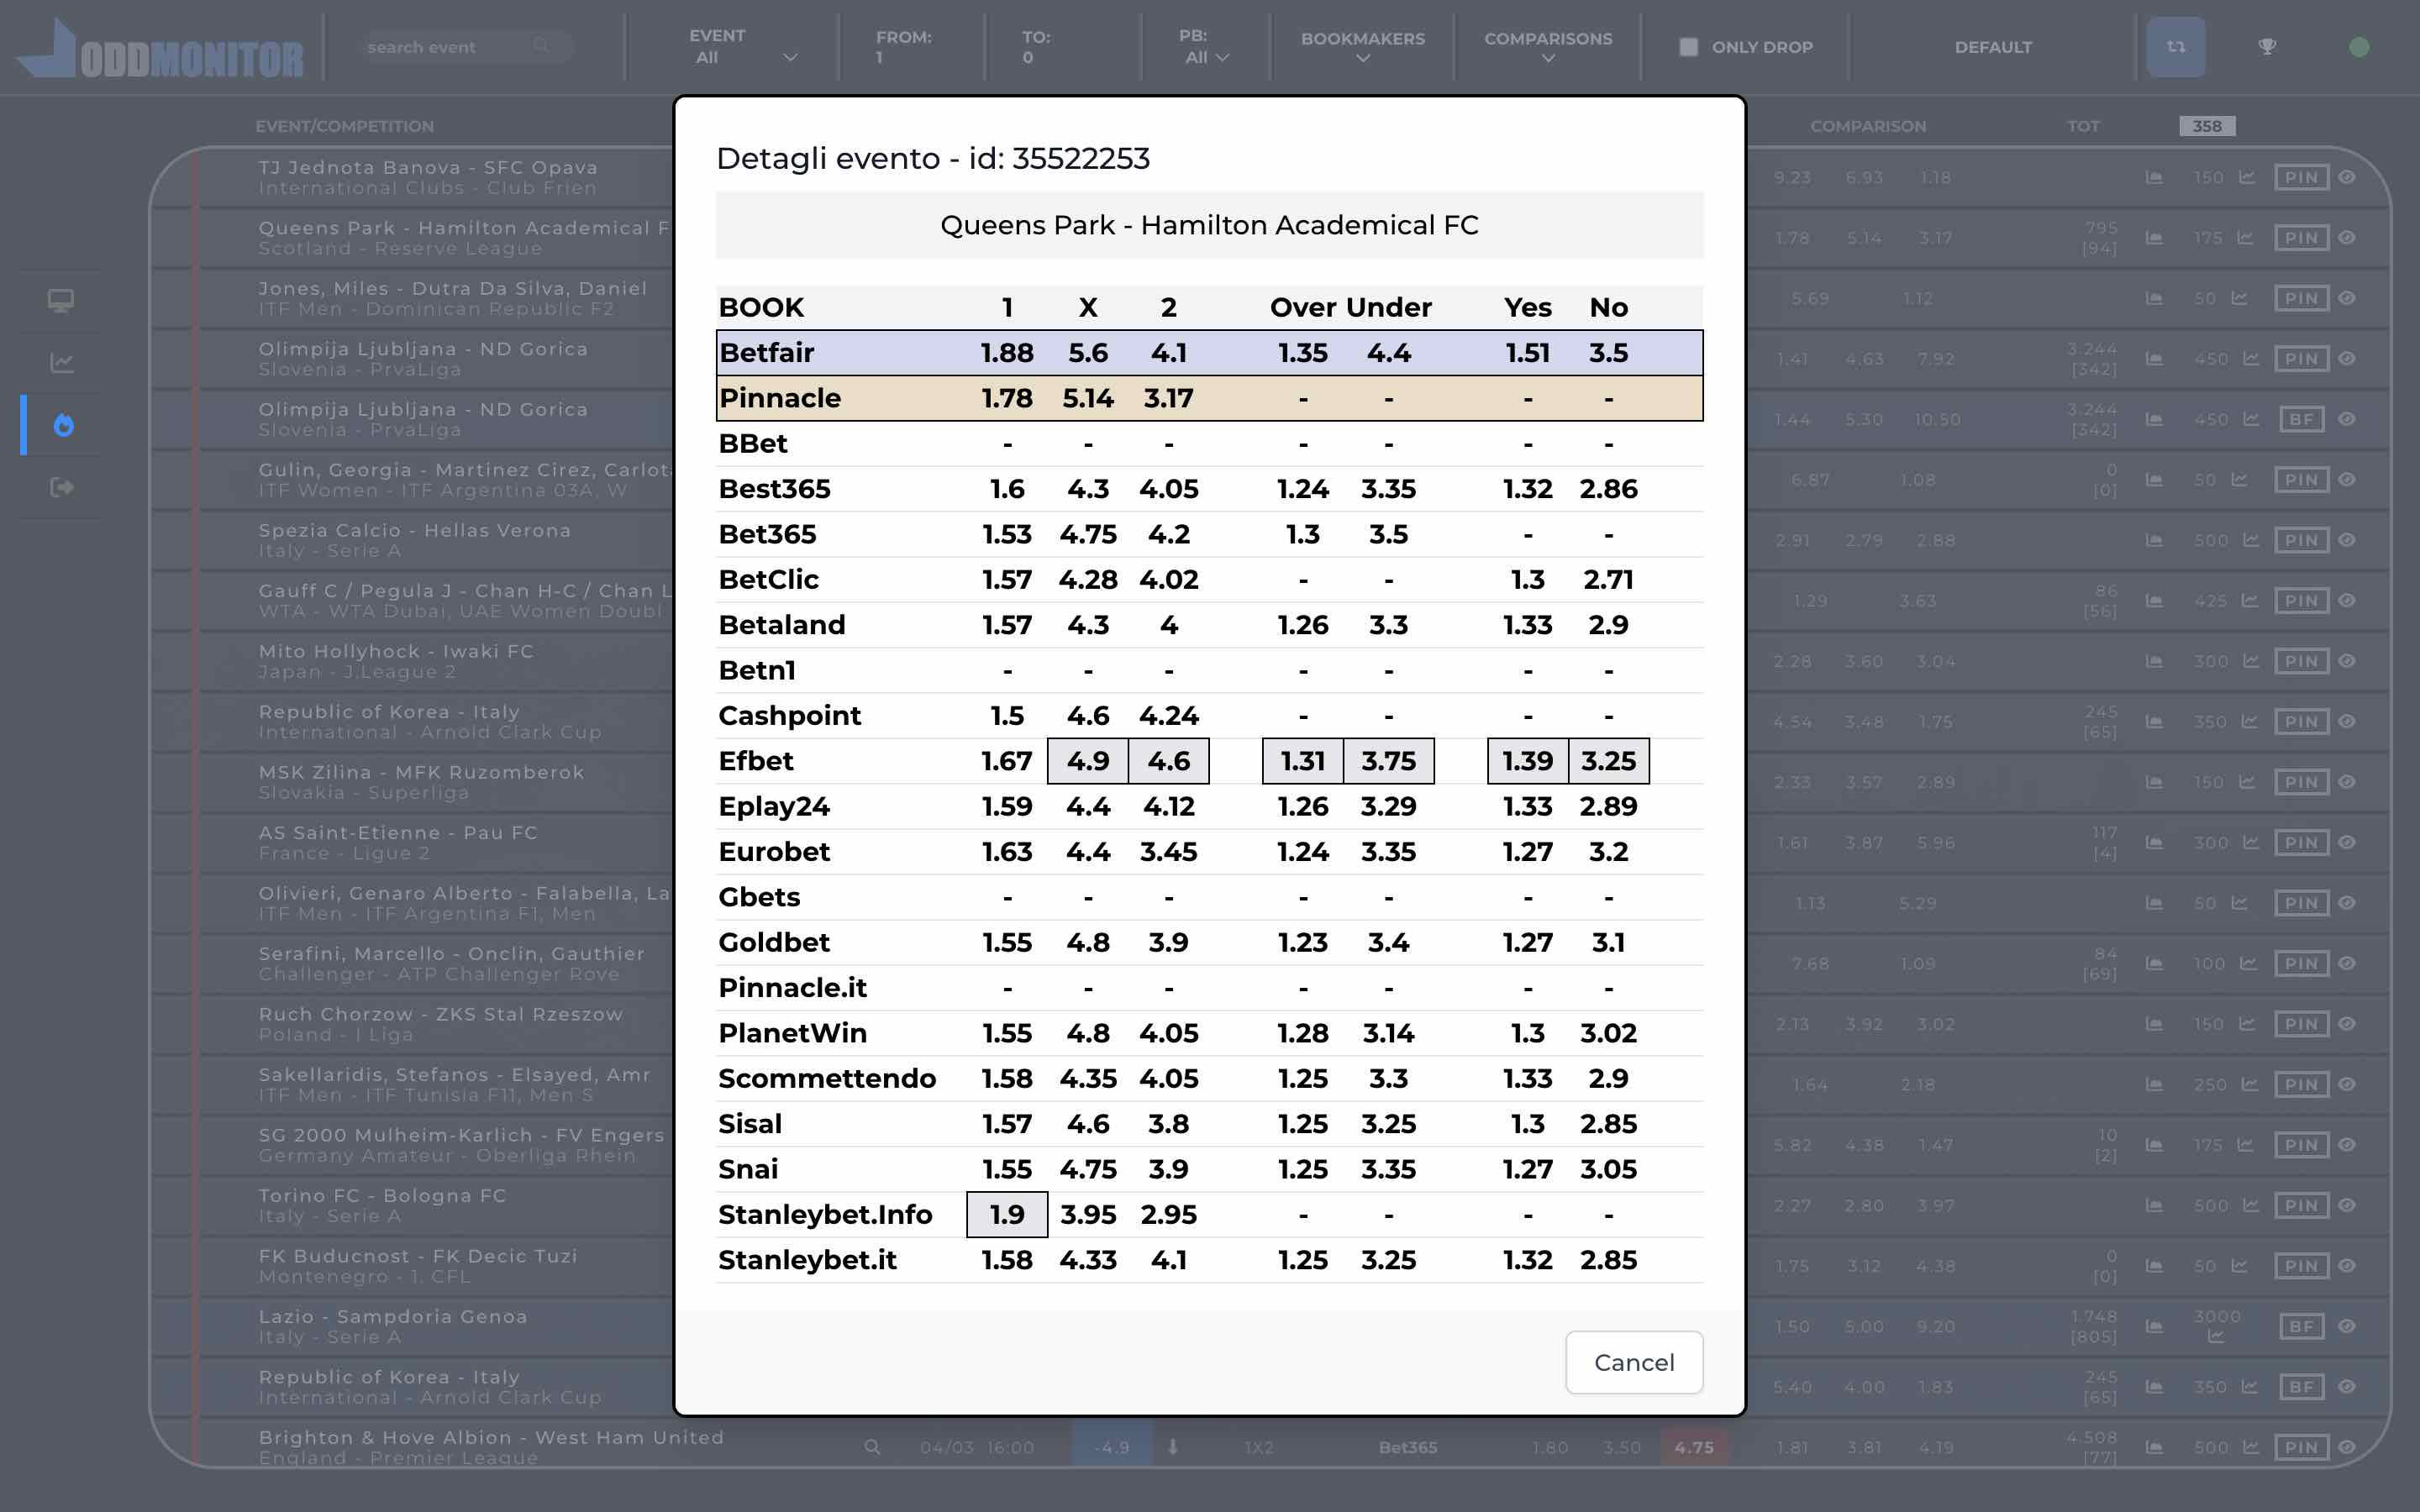 ODDMONITOR
search event
EVENT
All
FROM:
1
TO:
0
PB:
All
BOOKMAKERS
COMPARISONS
ONLY DROP
DEFAULT
EVENT/COMPETITION
COMPARISON TOT 358
TJ Jednota Banova - SFC Opava
International Clubs - Club Frien
9.23 6.93 1.18 150 PIN
Queens Park - Hamilton Academical F
Scotland - Reserve League
1.78 5.14 3.17 795 [94] 175 PIN
Jones, Miles - Dutra Da Silva, Daniel
ITF Men - Dominican Republic F2
5.69 1.12 50 PIN
Olimpija Ljubljana - ND Gorica
Slovenia - PrvaLiga
1.41 4.63 7.92 3.244 [342] 450 PIN
Olimpija Ljubljana - ND Gorica
Slovenia - PrvaLiga
1.44 5.30 10.50 3.244 [342] 450 BF
Gulin, Georgia - Martinez Cirez, Carlot
ITF Women - ITF Argentina 03A, W
6.87 1.08 0 [0] 50 PIN
Spezia Calcio - Hellas Verona
Italy - Serie A
2.91 2.79 2.88 500 PIN
Gauff C / Pegula J - Chan H-C / Chan L
WTA - WTA Dubai, UAE Women Doubl
1.29 3.63 86 [56] 425 PIN
Mito Hollyhock - Iwaki FC
Japan - J.League 2
2.28 3.60 3.04 300 PIN
Republic of Korea - Italy
International - Arnold Clark Cup
4.54 3.48 1.75 245 [65] 350 PIN
MSK Zilina - MFK Ruzomberok
Slovakia - Superliga
2.33 3.57 2.89 150 PIN
AS Saint-Etienne - Pau FC
France - Ligue 2
1.61 3.87 5.96 117 [4] 300 PIN
Olivieri, Genaro Alberto - Falabella, La
ITF Men - ITF Argentina F1, Men
1.13 5.29 50 PIN
Serafini, Marcello - Onclin, Gauthier
Challenger - ATP Challenger Rove
7.68 1.09 84 [69] 100 PIN
Ruch Chorzow - ZKS Stal Rzeszow
Poland - I Liga
2.13 3.92 3.02 150 PIN
Sakellaridis, Stefanos - Elsayed, Amr
ITF Men - ITF Tunisia F11, Men S
1.64 2.18 250 PIN
SG 2000 Mulheim-Karlich - FV Engers
Germany Amateur - Oberliga Rhein
5.82 4.38 1.47 10 [2] 175 PIN
Torino FC - Bologna FC
Italy - Serie A
2.27 2.80 3.97 500 PIN
FK Buducnost - FK Decic Tuzi
Montenegro - 1. CFL
1.75 3.12 4.38 0 [0] 50 PIN
Lazio - Sampdoria Genoa
Italy - Serie A
1.50 5.00 9.20 1.748 [805] 3000 BF
Republic of Korea - Italy
International - Arnold Clark Cup
5.40 4.00 1.83 245 [65] 350 BF
Brighton & Hove Albion - West Ham United
England - Premier League
04/03 16:00 -4.9 1X2 Bet365 1.80 3.50 4.75 1.81 3.81 4.19 4.508 [77] 500 PIN
Detagli evento - id: 35522253
Queens Park - Hamilton Academical FC
BOOK 1 X 2 Over Under Yes No
Betfair 1.88 5.6 4.1 1.35 4.4 1.51 3.5
Pinnacle 1.78 5.14 3.17 - - - -
BBet - - - - - - -
Best365 1.6 4.3 4.05 1.24 3.35 1.32 2.86
Bet365 1.53 4.75 4.2 1.3 3.5 - -
BetClic 1.57 4.28 4.02 - - 1.3 2.71
Betaland 1.57 4.3 4 1.26 3.3 1.33 2.9
Betn1 - - - - - - -
Cashpoint 1.5 4.6 4.24 - - - -
Efbet 1.67 4.9 4.6 1.31 3.75 1.39 3.25
Eplay24 1.59 4.4 4.12 1.26 3.29 1.33 2.89
Eurobet 1.63 4.4 3.45 1.24 3.35 1.27 3.2
Gbets - - - - - - -
Goldbet 1.55 4.8 3.9 1.23 3.4 1.27 3.1
Pinnacle.it - - - - - - -
PlanetWin 1.55 4.8 4.05 1.28 3.14 1.3 3.02
Scommettendo 1.58 4.35 4.05 1.25 3.3 1.33 2.9
Sisal 1.57 4.6 3.8 1.25 3.25 1.3 2.85
Snai 1.55 4.75 3.9 1.25 3.35 1.27 3.05
Stanleybet.Info 1.9 3.95 2.95 - - - -
Stanleybet.it 1.58 4.33 4.1 1.25 3.25 1.32 2.85
Cancel